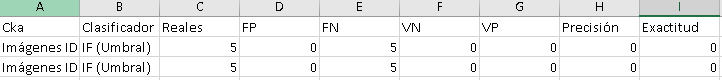 A B C D E F G H I
Cka Clasificador Reales FP FN VN VP Precisión Exactitud
Imágenes ID IF (Umbral) 5 0 5 0 0 0 0
Imágenes ID IF (Umbral) 5 0 5 0 0 0 0